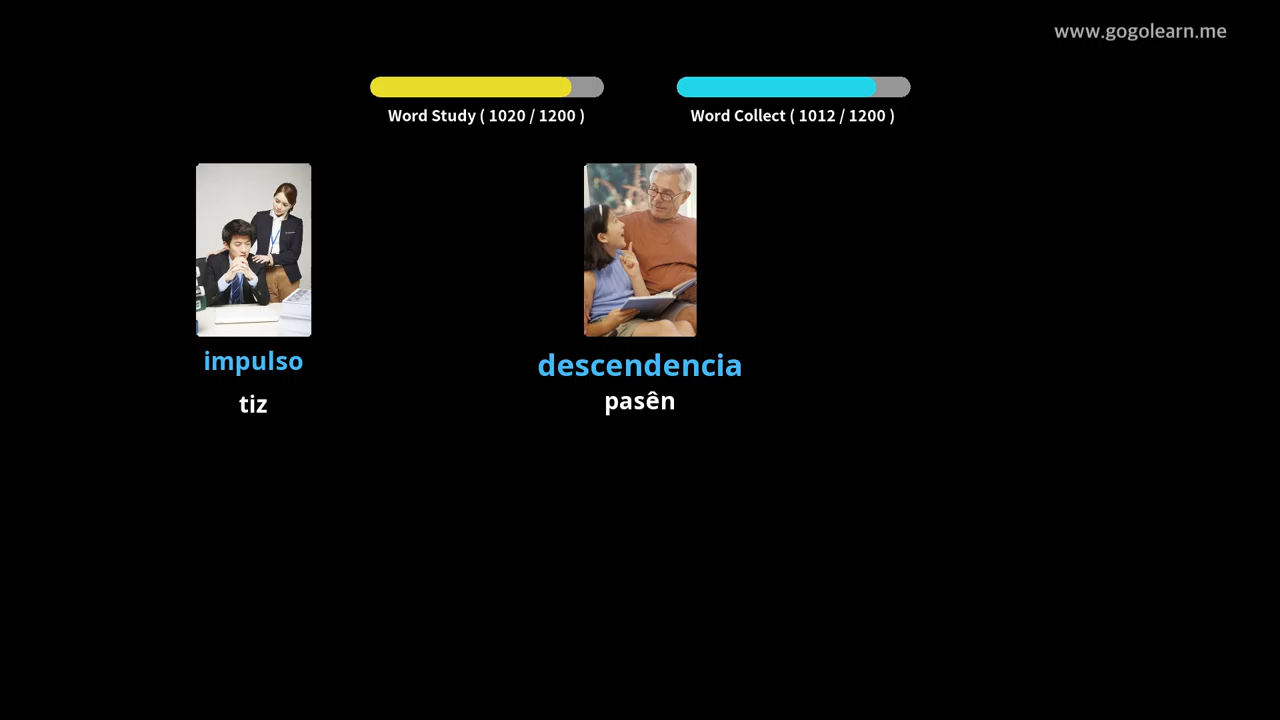 www.gogolearn.me
Word Study ( 1020 / 1200 )
Word Collect ( 1012 / 1200 )
impulso
tiz
descendencia
pasên